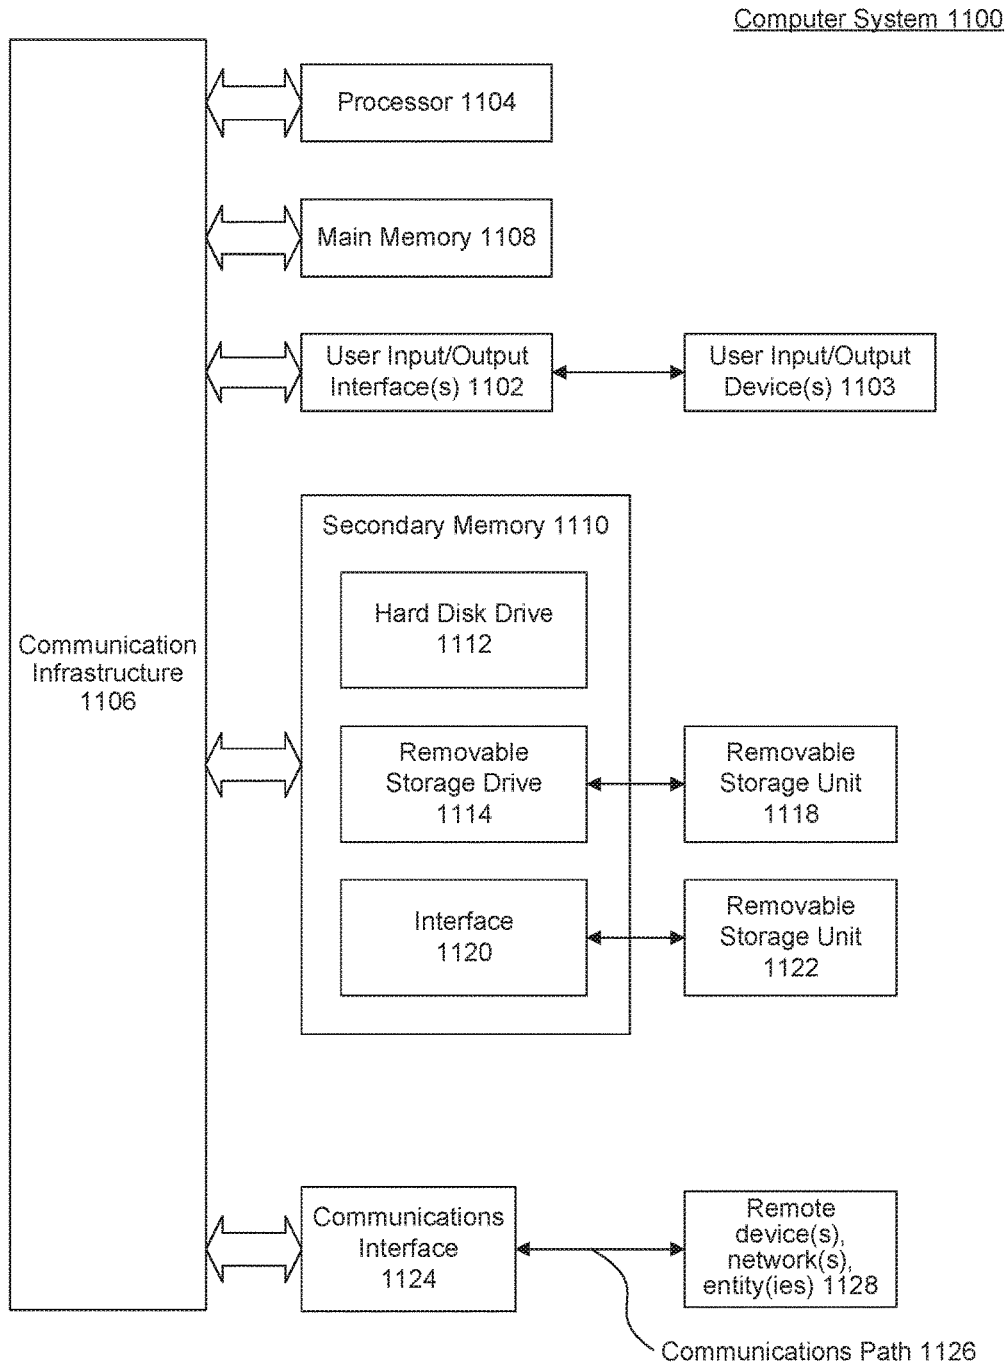 Computer System 1100
Processor 1104
Main Memory 1108
User Input/Output
Interface(s) 1102
User Input/Output
Device(s) 1103
Secondary Memory 1110
Hard Disk Drive
1112
Communication
Infrastructure
1106
Removable
Storage Drive
1114
Removable
Storage Unit
1118
Interface
1120
Removable
Storage Unit
1122
Communications
Interface
1124
Remote
device(s),
network(s),
entity(ies) 1128
Communications Path 1126